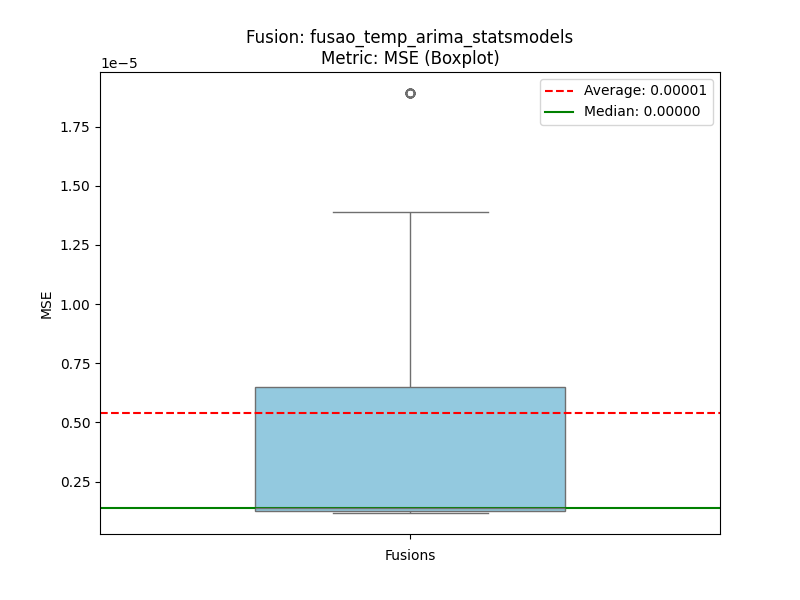 Fusion: fusao_temp_arima_statsmodels
Metric: MSE (Boxplot)
1e−5
Average: 0.00001
Median: 0.00000
1.75
1.50
1.25
1.00
0.75
0.50
0.25
MSE
Fusions